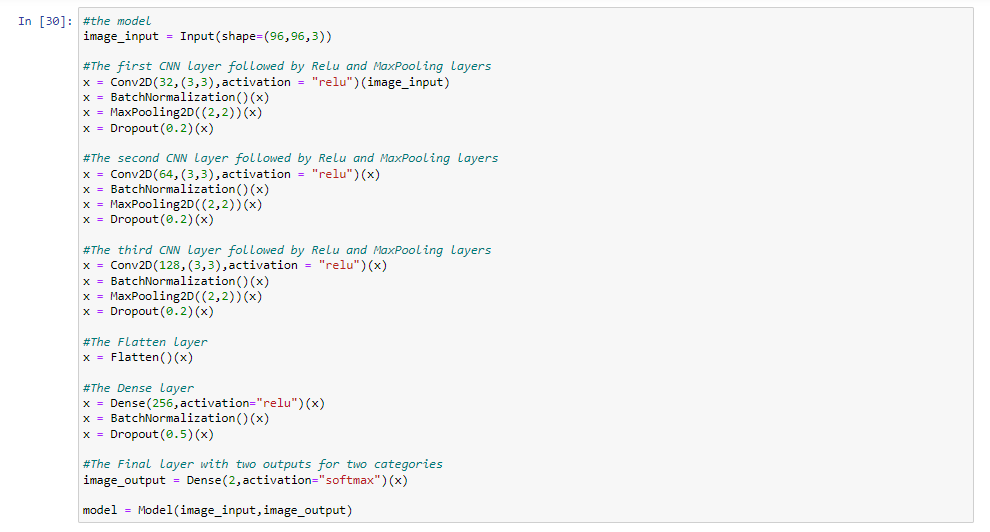 In [30]: #the model
image_input = Input(shape=(96,96,3))
#The first CNN layer followed by Relu and MaxPooling layers
x = Conv2D(32,(3,3),activation = "relu")(image_input)
x = BatchNormalization()(x)
x = MaxPooling2D((2,2))(x)
x = Dropout(0.2)(x)
#The second CNN layer followed by Relu and MaxPooling layers
x = Conv2D(64,(3,3),activation = "relu")(x)
x = BatchNormalization()(x)
x = MaxPooling2D((2,2))(x)
x = Dropout(0.2)(x)
#The third CNN layer followed by Relu and MaxPooling layers
x = Conv2D(128,(3,3),activation = "relu")(x)
x = BatchNormalization()(x)
x = MaxPooling2D((2,2))(x)
x = Dropout(0.2)(x)
#The Flatten layer
x = Flatten()(x)
#The Dense layer
x = Dense(256,activation="relu")(x)
x = BatchNormalization()(x)
x = Dropout(0.5)(x)
#The Final layer with two outputs for two categories
image_output = Dense(2,activation="softmax")(x)
model = Model(image_input,image_output)